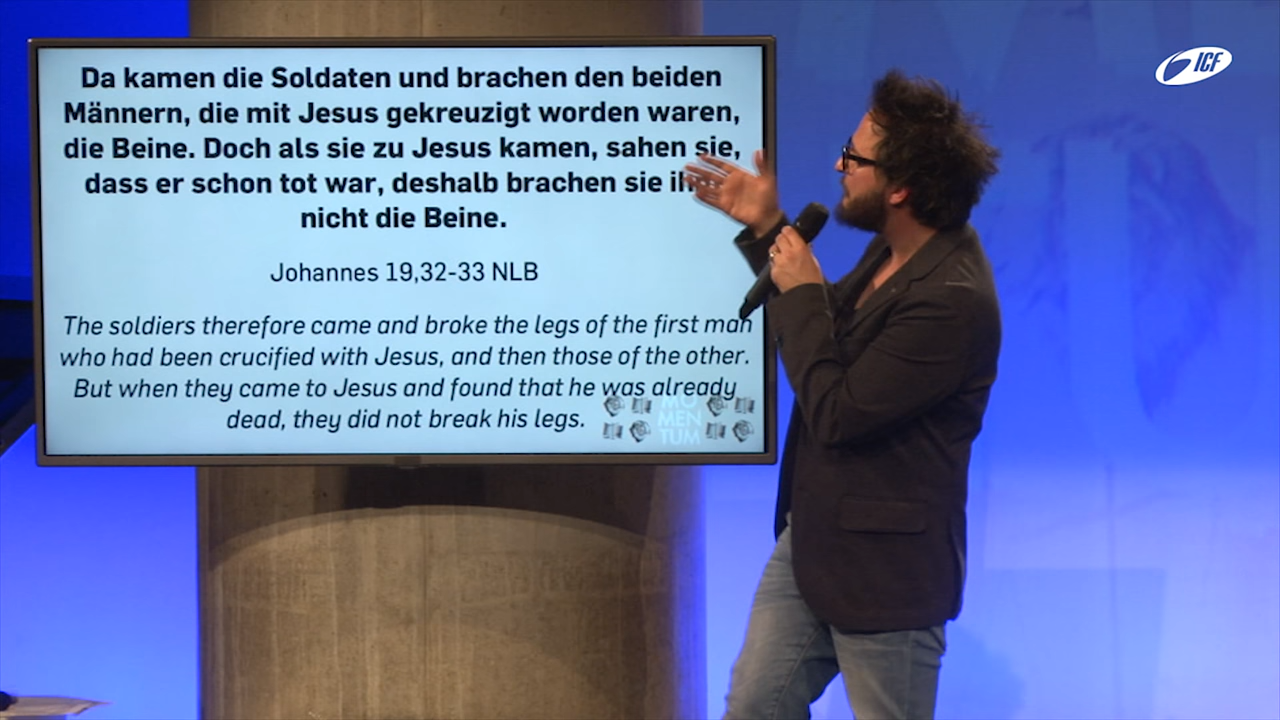 Da kamen die Soldaten und brachen den beiden
Männern, die mit Jesus gekreuzigt worden waren,
die Beine. Doch als sie zu Jesus kamen, sahen sie,
dass er schon tot war, deshalb brachen sie
nicht die Beine.
Johannes 19,32-33 NLB
The soldiers therefore came and broke the legs of the first man
who had been crucified with Jesus, and then those of the other.
But when they came to Jesus and found that he was already
dead, they did not break his legs.
MO
MEN
TUM
ICF